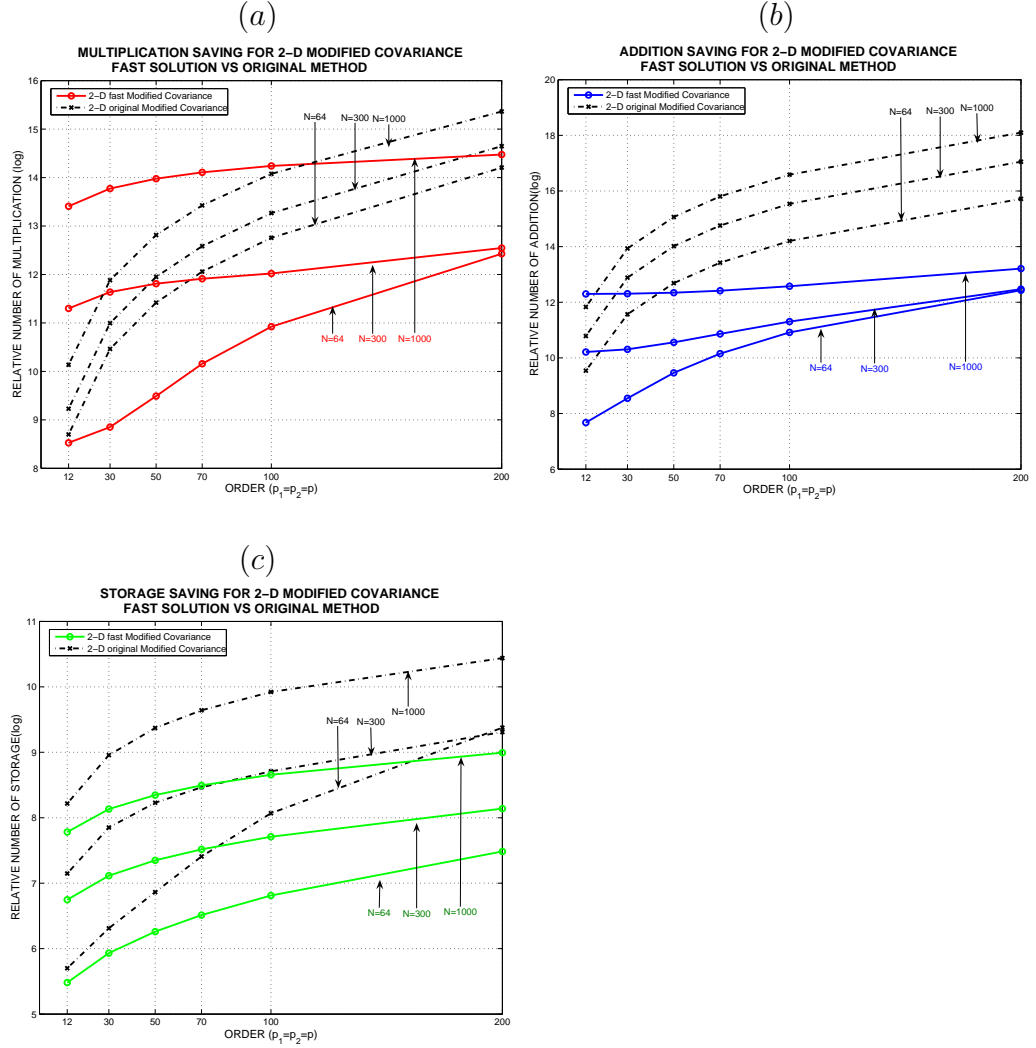 (a)
MULTIPLICATION SAVING FOR 2−D MODIFIED COVARIANCE
FAST SOLUTION VS ORIGINAL METHOD
2−D fast Modified Covariance
2−D original Modified Covariance
RELATIVE NUMBER OF MULTIPLICATION (log)
16
15
14
13
12
11
10
9
8
N=64
N=300
N=1000
N=64
N=300
N=1000
12
30
50
70
100
200
ORDER (p1=p2=p)
(b)
ADDITION SAVING FOR 2−D MODIFIED COVARIANCE
FAST SOLUTION VS ORIGINAL METHOD
2−D fast Modified Covariance
2−D original Modified Covariance
RELATIVE NUMBER OF ADDITION(log)
20
18
16
14
12
10
8
6
N=64
N=300
N=1000
N=64
N=300
N=1000
12
30
50
70
100
200
ORDER (p1=p2=p)
(c)
STORAGE SAVING FOR 2−D MODIFIED COVARIANCE
FAST SOLUTION VS ORIGINAL METHOD
2−D fast Modified Covariance
2−D original Modified Covariance
RELATIVE NUMBER OF STORAGE(log)
11
10
9
8
7
6
5
N=64
N=300
N=1000
N=64
N=300
N=1000
12
30
50
70
100
200
ORDER (p1=p2=p)